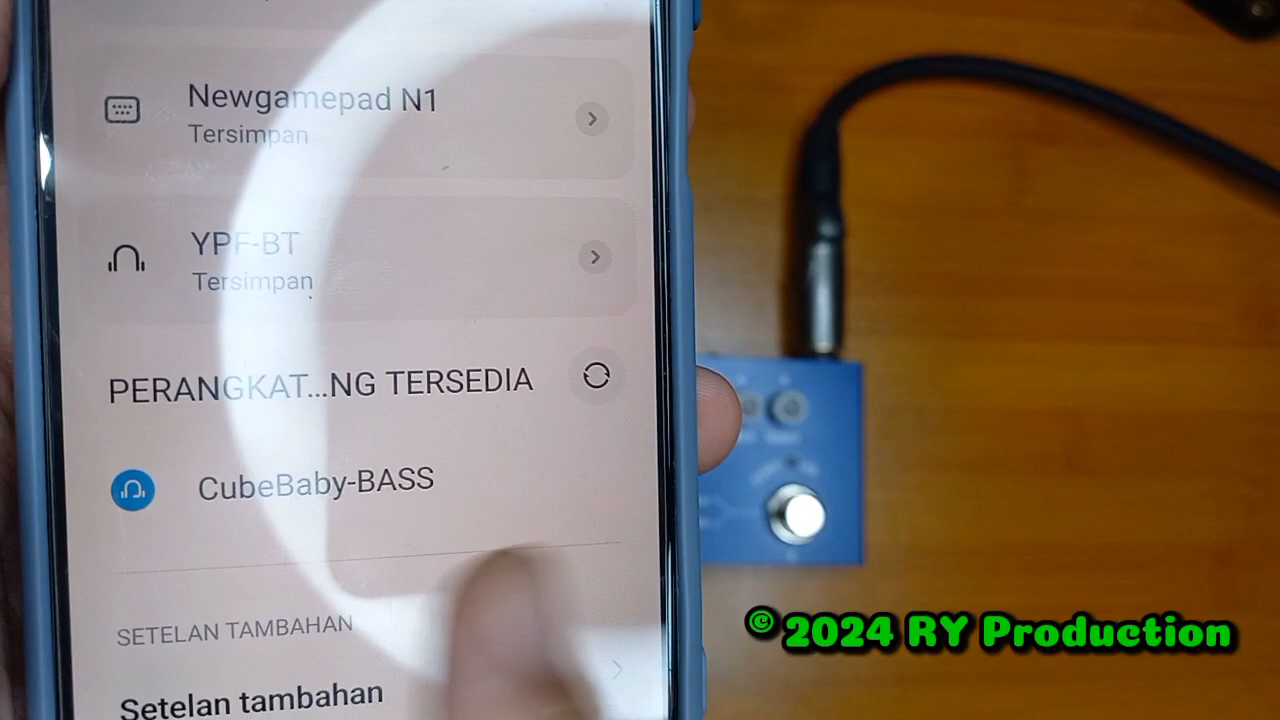 Newgamepad N1
Tersimpan
YPF-BT
Tersimpan
PERANGKAT...NG TERSEDIA
CubeBaby-BASS
SETELAN TAMBAHAN
Setelan tambahan
© 2024 RY Production